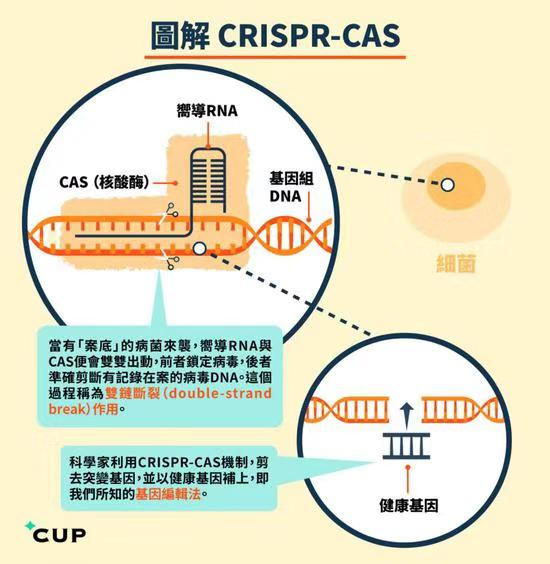 圖解 CRISPR-CAS
嚮導RNA
CAS（核酸酶）
基因組
DNA
細菌
當有「案底」的病菌來襲，嚮導RNA與
CAS便會雙雙出動，前者鎖定病毒，後者
準確剪斷有記錄在案的病毒DNA。這個
過程稱為雙鏈斷裂（double-strand
break）作用。
科學家利用CRISPR-CAS機制，剪
去突變基因，並以健康基因補上，即
我們所知的基因編輯法。
健康基因
CUP